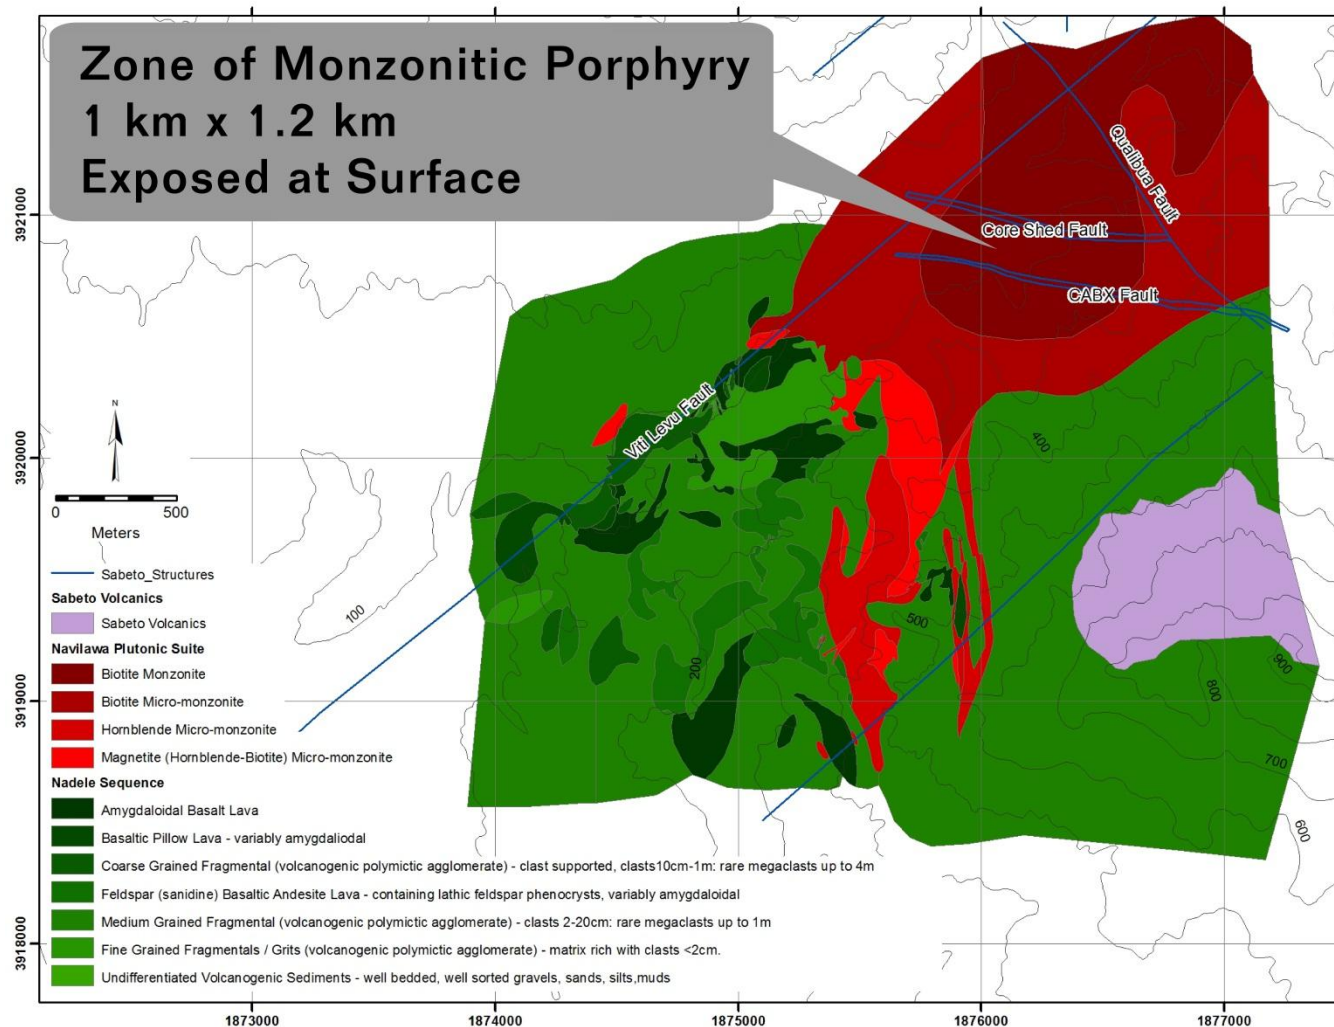 Zone of Monzonitic Porphyry
1 km x 1.2 km
Exposed at Surface
Qualibua Fault
Core Shed Fault
CABX Fault
Viti Levu Fault
3921000
3920000
3919000
3918000
N
0 500
Meters
Sabeto_Structures
Sabeto Volcanics
Sabeto Volcanics
Navilawa Plutonic Suite
Biotite Monzonite
Biotite Micro-monzonite
Hornblende Micro-monzonite
Magnetite (Hornblende-Biotite) Micro-monzonite
Nadele Sequence
Amygdaloidal Basalt Lava
Basaltic Pillow Lava - variably amygdaliodal
Coarse Grained Fragmental (volcanogenic polymictic agglomerate) - clast supported, clasts10cm-1m: rare megaclasts up to 4m
Feldspar (sanidine) Basaltic Andesite Lava - containing lathic feldspar phenocrysts, variably amygdaloidal
Medium Grained Fragmental (volcanogenic polymictic agglomerate) - clasts 2-20cm: rare megaclasts up to 1m
Fine Grained Fragmentals / Grits (volcanogenic polymictic agglomerate) - matrix rich with clasts <2cm.
Undifferentiated Volcanogenic Sediments - well bedded, well sorted gravels, sands, silts,muds
100
200
400
500
900
800
700
600
1873000
1874000
1875000
1876000
1877000